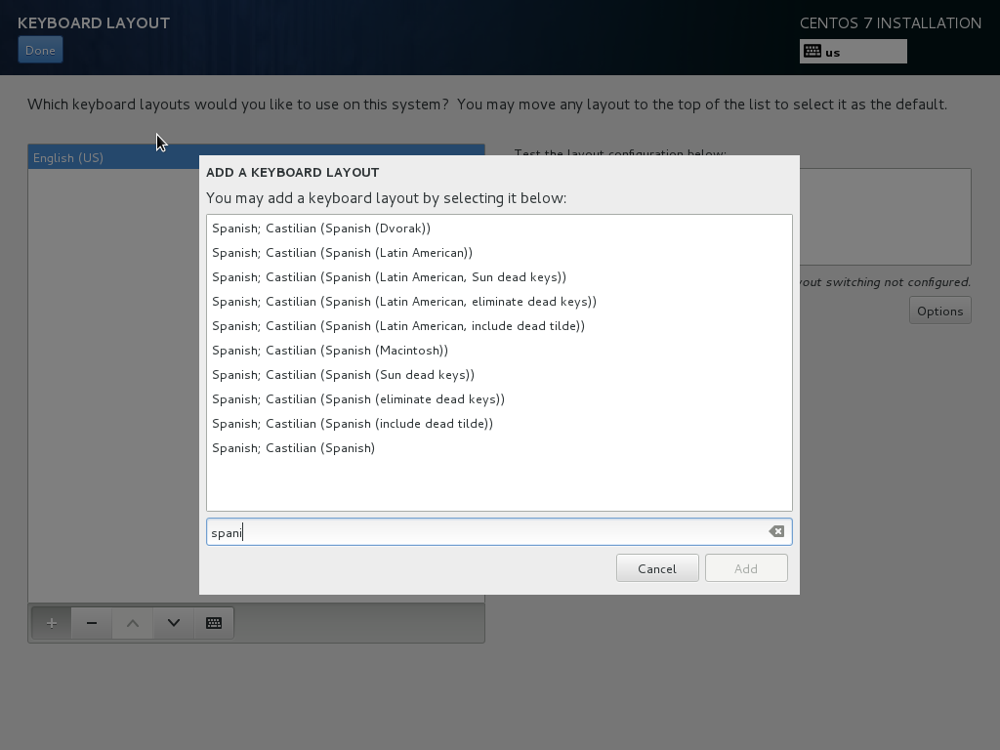 KEYBOARD LAYOUT
CENTOS 7 INSTALLATION
Done
us
Which keyboard layouts would you like to use on this system?  You may move any layout to the top of the list to select it as the default.
English (US)
Test the layout configuration below:
ADD A KEYBOARD LAYOUT
You may add a keyboard layout by selecting it below:
Spanish; Castilian (Spanish (Dvorak))
Spanish; Castilian (Spanish (Latin American))
Spanish; Castilian (Spanish (Latin American, Sun dead keys))
Spanish; Castilian (Spanish (Latin American, eliminate dead keys))
Spanish; Castilian (Spanish (Latin American, include dead tilde))
Spanish; Castilian (Spanish (Macintosh))
Spanish; Castilian (Spanish (Sun dead keys))
Spanish; Castilian (Spanish (eliminate dead keys))
Spanish; Castilian (Spanish (include dead tilde))
Spanish; Castilian (Spanish)
switching not configured.
Options
spani
Cancel
Add